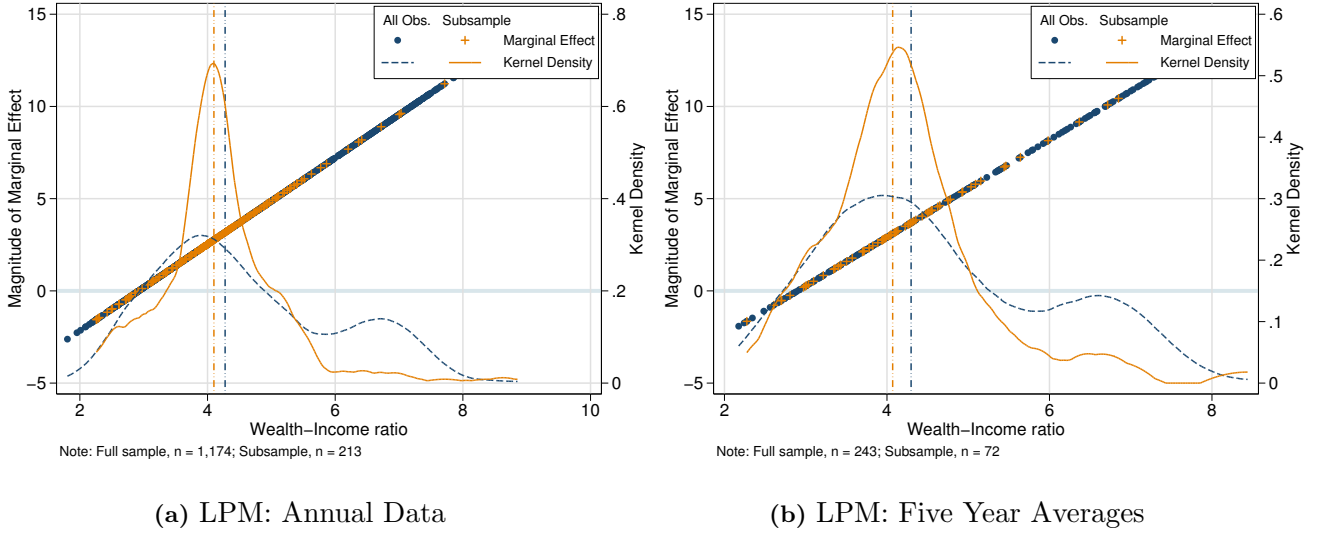 All Obs. Subsample
Marginal Effect
Kernel Density
Magnitude of Marginal Effect
15
10
5
0
−5
.8
.6
.4
.2
0
Kernel Density
2 4 6 8 10
Wealth−Income ratio
Note: Full sample, n = 1,174; Subsample, n = 213
(a) LPM: Annual Data
All Obs. Subsample
Marginal Effect
Kernel Density
Magnitude of Marginal Effect
15
10
5
0
−5
.6
.5
.4
.3
.2
.1
0
Kernel Density
2 4 6 8
Wealth−Income ratio
Note: Full sample, n = 243; Subsample, n = 72
(b) LPM: Five Year Averages